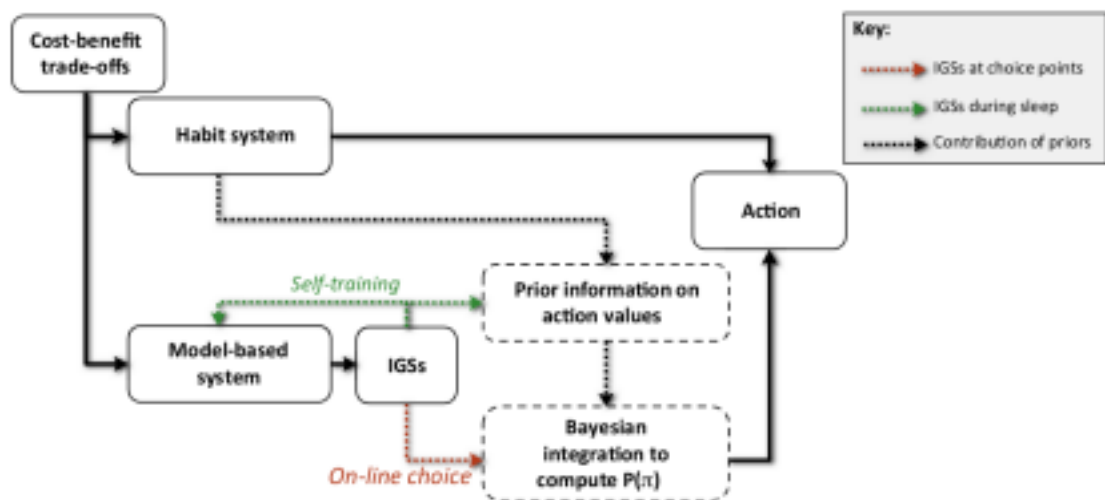 Cost-benefit
trade-offs
Key:
IGSs at choice points
IGSs during sleep
Contribution of priors
Habit system
Action
Self-training
Prior information on
action values
Model-based
system
IGSs
Bayesian
integration to
compute P(π)
On-line choice